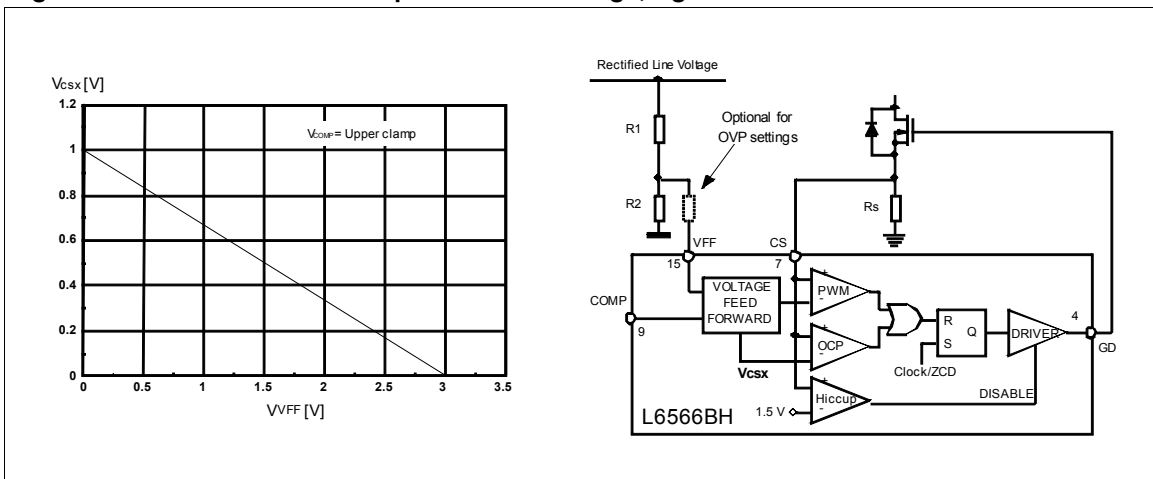 Vcsx [V]
1.2
1
0.8
0.6
0.4
0.2
0
VCOMP = Upper clamp
0 0.5 1 1.5 2 2.5 3 3.5
VVFF [V]
Rectified Line Voltage
R1
Optional for
OVP settings
R2
Rs
VFF
CS
15
7
COMP
9
VOLTAGE
FEED
FORWARD
+
PWM
-
+
OCP
-
Vcsx
+
Hiccup
-
1.5 V
R
S
Q
Clock/ZCD
DRIVER
4
GD
DISABLE
L6566BH